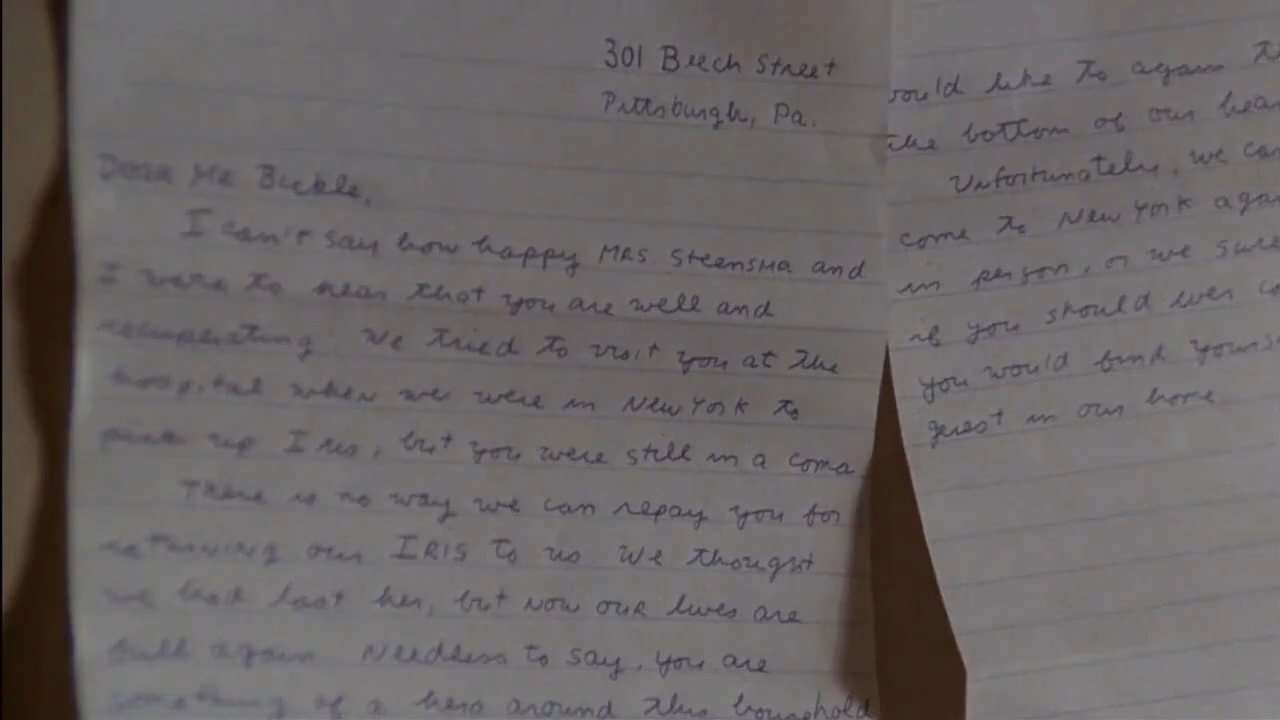 301 Beech Street
Pittsburgh, Pa.
Dear Mr Bickle,
I can't say how happy MRS. Steensma and
I were to hear that you are well and
recuperating We tried to visit you at the
hospital when we were in New York to
pick up Iris, but you were still in a coma
There is no way we can repay you for
returning our IRIS to us We thought
we had lost her, but now our lives are
full again Needless to say, you are
something of a hero around this household
would like to again
the bottom of our
Unfortunately, we
come to New York
in person, or we
if you should ever
you would find
guest in our home